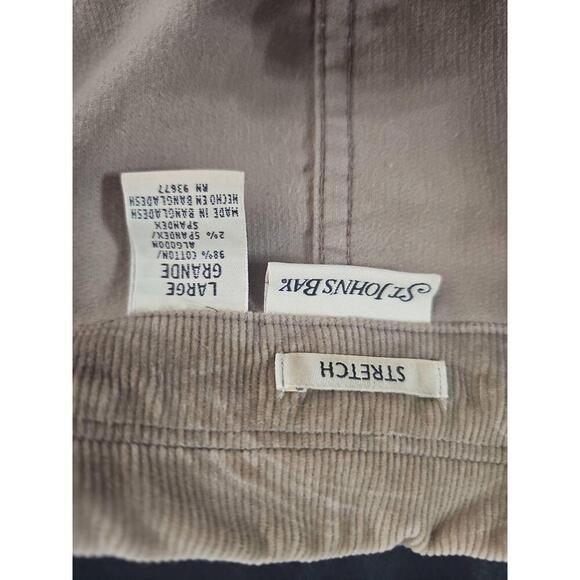 STRETCH
ST. JOHN'S BAY.
LARGE
GRANDE
98% COTTON/
ALGODON
2% SPANDEX/
SPANDEX
MADE IN BANGLADESH
HECHO EN BANGLADESH
RN 93677